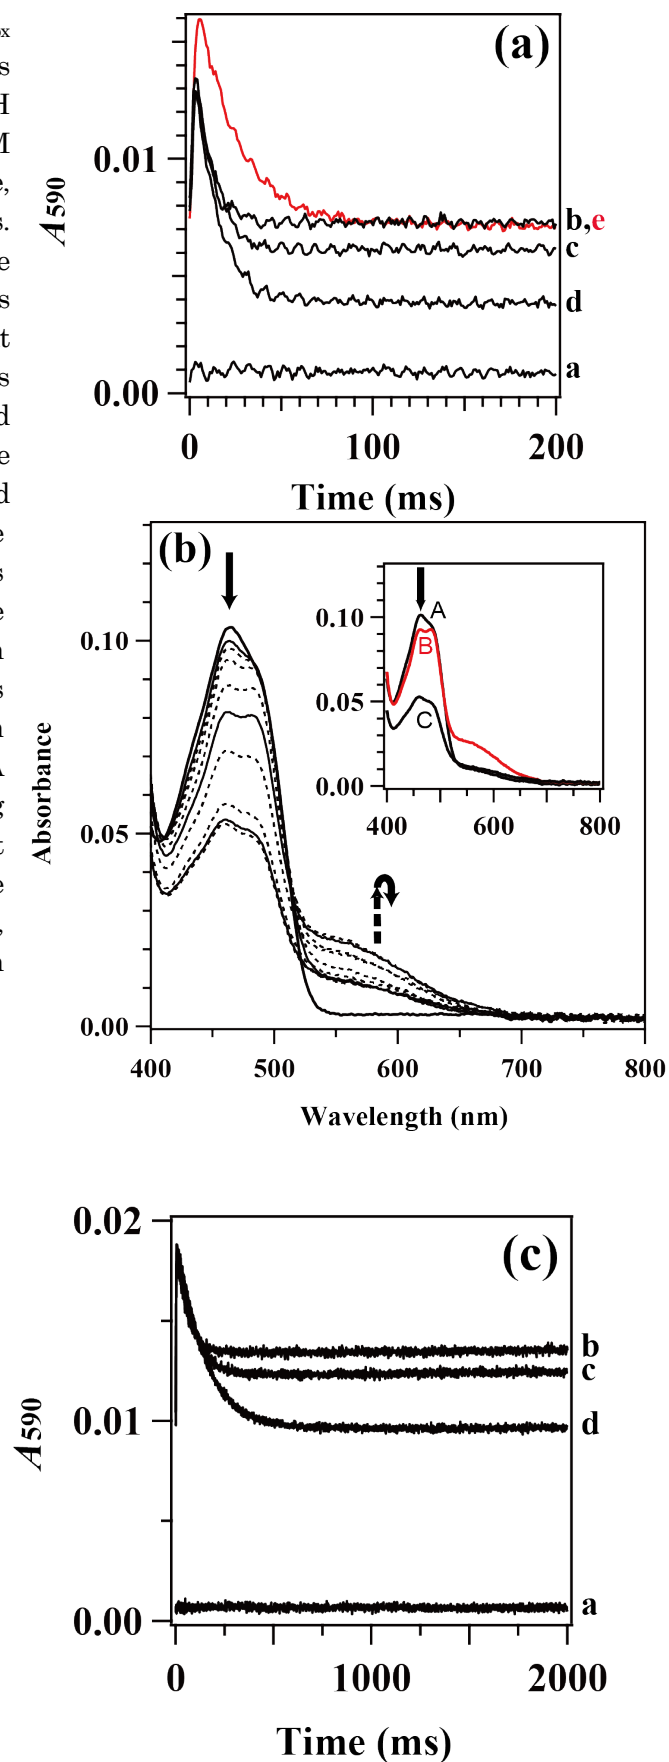 ox
s
H
M
e,
s.
e
s
t
s
d
e
d
e
s
e
n
s
n
A
g
t
e
,
n
(a)
0.01
0.00
A590
b,e
c
d
a
0 100 200
Time (ms)
(b)
0.10
0.05
0.00
Absorbance
400 500 600 700 800
Wavelength (nm)
0.10
0.05
0.00
A
B
C
400 600 800
(c)
0.02
0.01
0.00
A590
b
c
d
a
0 1000 2000
Time (ms)